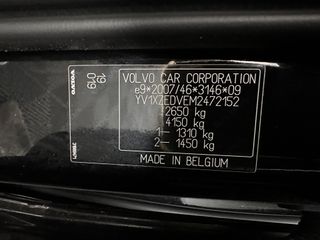 VOLVO CAR CORPORATION
e9*2007/46*3146*09
YV1XZEDVEM2472152
2650 kg
4150 kg
1- 1310 kg
2- 1450 kg
MADE IN BELGIUM
VOLVO
019
19